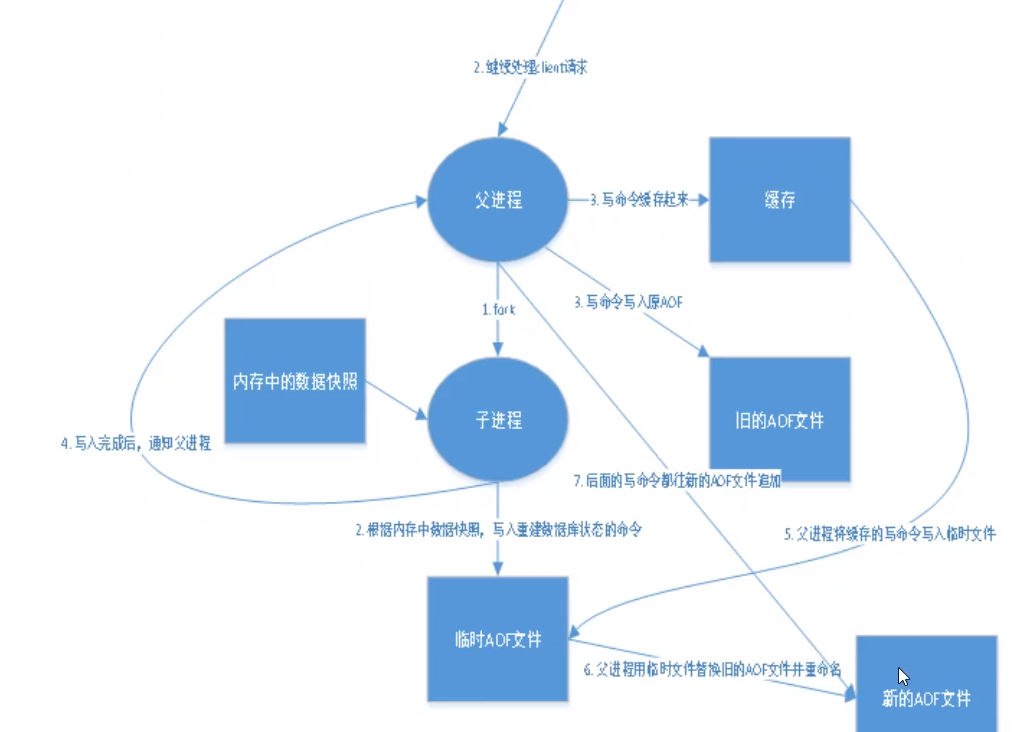 2. 继续处理client请求
父进程
3. 写命令缓存起来
缓存
1. fork
3. 写命令写入原AOF
内存中的数据快照
子进程
旧的AOF文件
4. 写入完成后，通知父进程
7. 后面的写命令都往新的AOF文件追加
2. 根据内存中数据快照，写入重建数据库状态的命令
5. 父进程将缓存的写命令写入临时文件
临时AOF文件
6. 父进程用临时文件替换旧的AOF文件并重命名
新的AOF文件